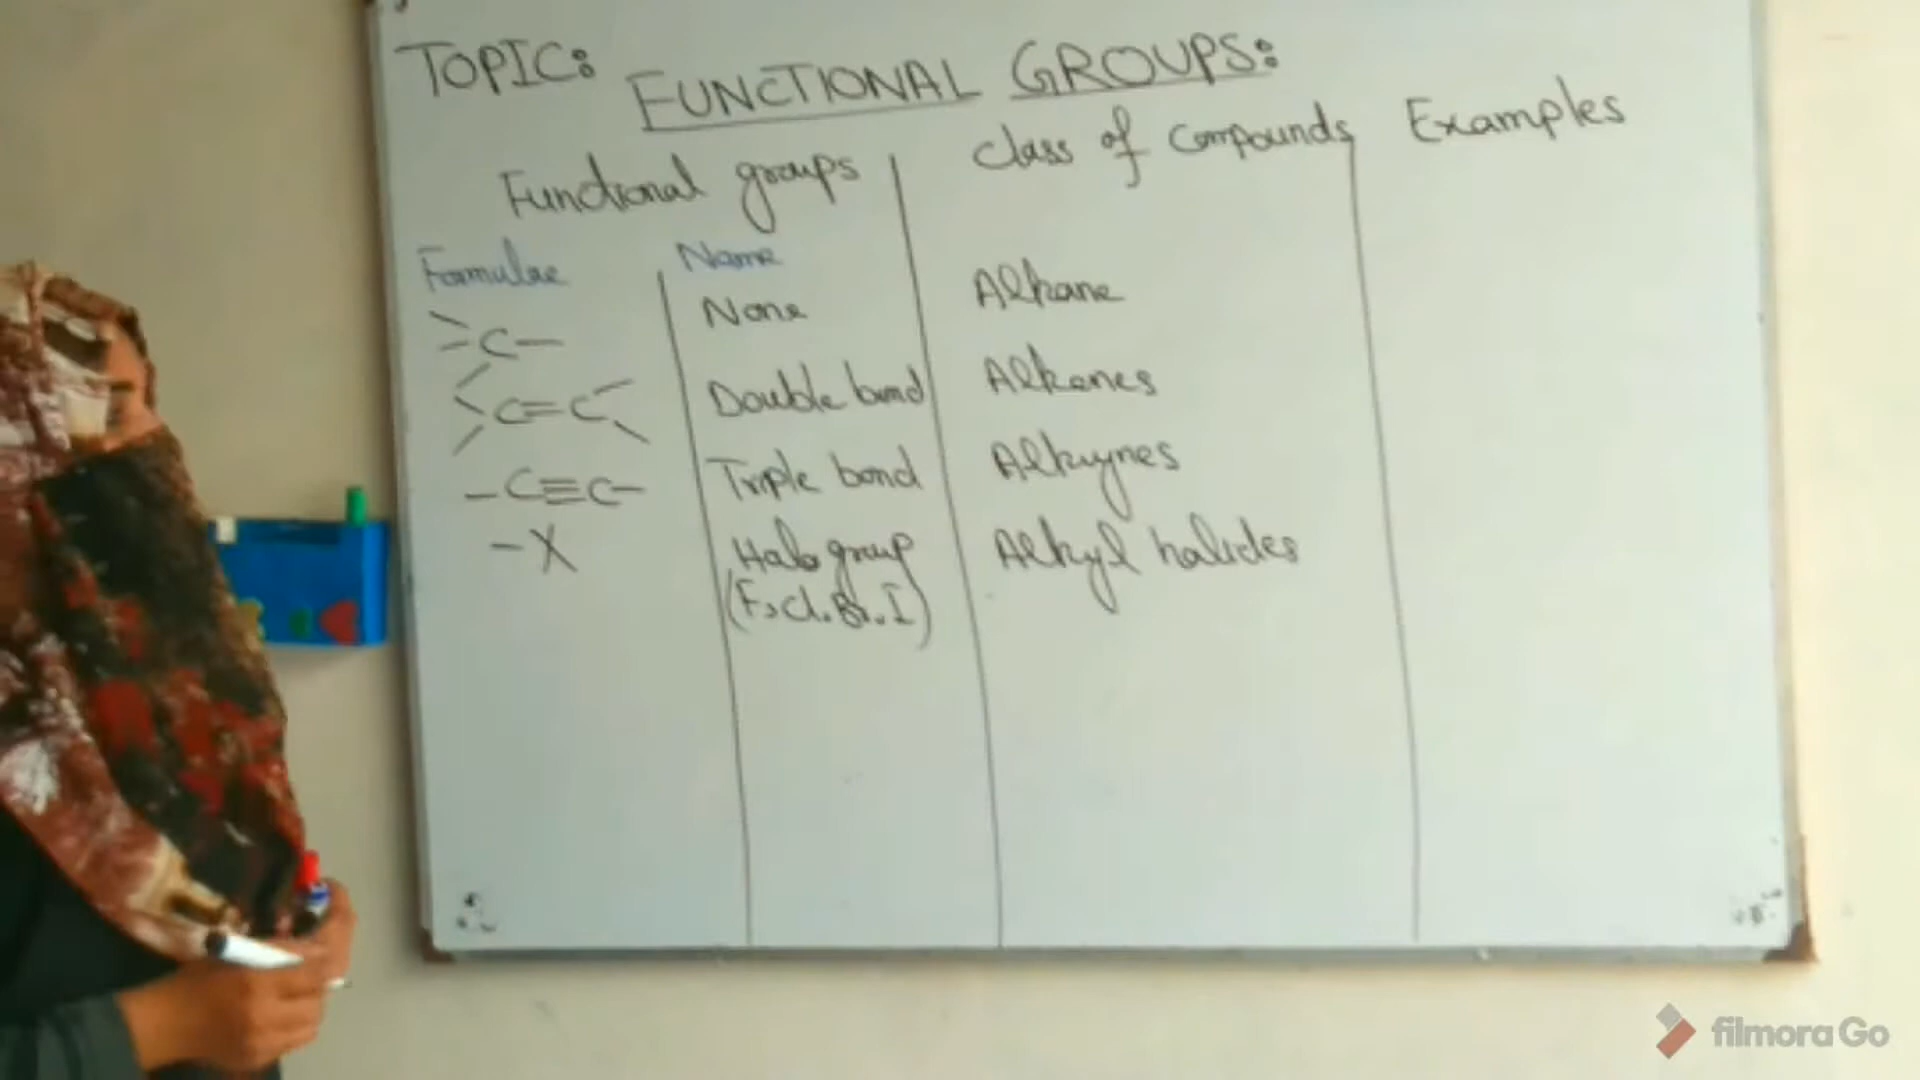 TOPIC: FUNCTIONAL GROUPS:
Functional groups Class of Compounds Examples
Formulae Name
>C- None Alkane
>C=C< Double bond Alkenes
-C≡C- Triple bond Alkynes
-X Halo group Alkyl halides
(F, Cl, Br, I)
filmora Go